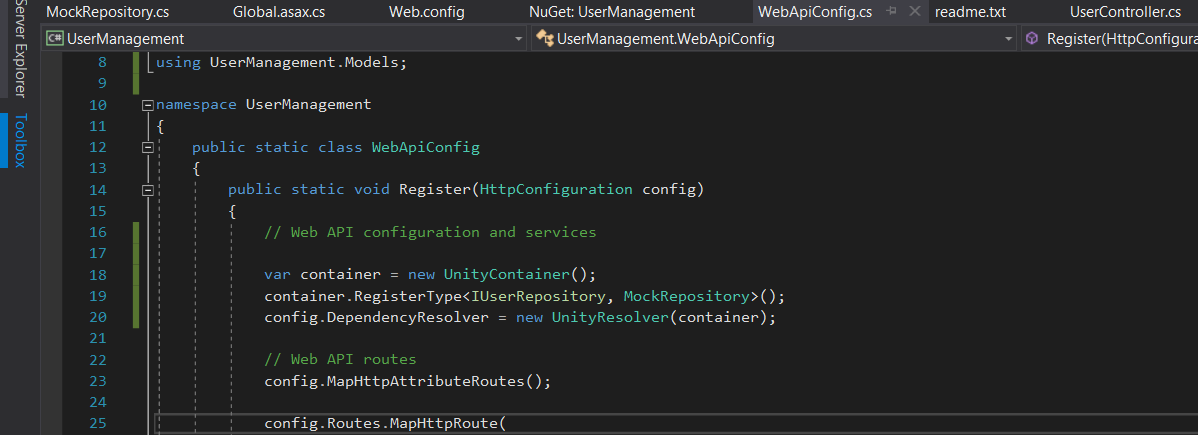 MockRepository.cs Global.asax.cs Web.config NuGet: UserManagement WebApiConfig.cs readme.txt UserController.cs
Server Explorer
Toolbox
C# UserManagement UserManagement.WebApiConfig Register(HttpConfigura
8 using UserManagement.Models;
9
10 namespace UserManagement
11 {
12 public static class WebApiConfig
13 {
14 public static void Register(HttpConfiguration config)
15 {
16 // Web API configuration and services
17
18 var container = new UnityContainer();
19 container.RegisterType<IUserRepository, MockRepository>();
20 config.DependencyResolver = new UnityResolver(container);
21
22 // Web API routes
23 config.MapHttpAttributeRoutes();
24
25 config.Routes.MapHttpRoute(